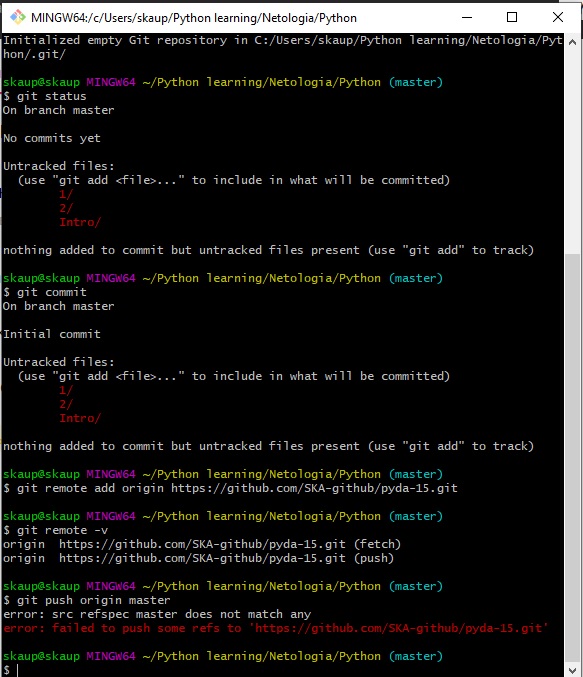 MINGW64:/c/Users/skaup/Python learning/Netologia/Python
Initialized empty Git repository in C:/Users/skaup/Python learning/Netologia/Pyt
hon/.git/
skaup@skaup MINGW64 ~/Python learning/Netologia/Python (master)
$ git status
On branch master
No commits yet
Untracked files:
(use "git add <file>..." to include in what will be committed)
1/
2/
Intro/
nothing added to commit but untracked files present (use "git add" to track)
skaup@skaup MINGW64 ~/Python learning/Netologia/Python (master)
$ git commit
On branch master
Initial commit
Untracked files:
(use "git add <file>..." to include in what will be committed)
1/
2/
Intro/
nothing added to commit but untracked files present (use "git add" to track)
skaup@skaup MINGW64 ~/Python learning/Netologia/Python (master)
$ git remote add origin https://github.com/SKA-github/pyda-15.git
skaup@skaup MINGW64 ~/Python learning/Netologia/Python (master)
$ git remote -v
origin  https://github.com/SKA-github/pyda-15.git (fetch)
origin  https://github.com/SKA-github/pyda-15.git (push)
skaup@skaup MINGW64 ~/Python learning/Netologia/Python (master)
$ git push origin master
error: src refspec master does not match any
error: failed to push some refs to 'https://github.com/SKA-github/pyda-15.git'
skaup@skaup MINGW64 ~/Python learning/Netologia/Python (master)
$